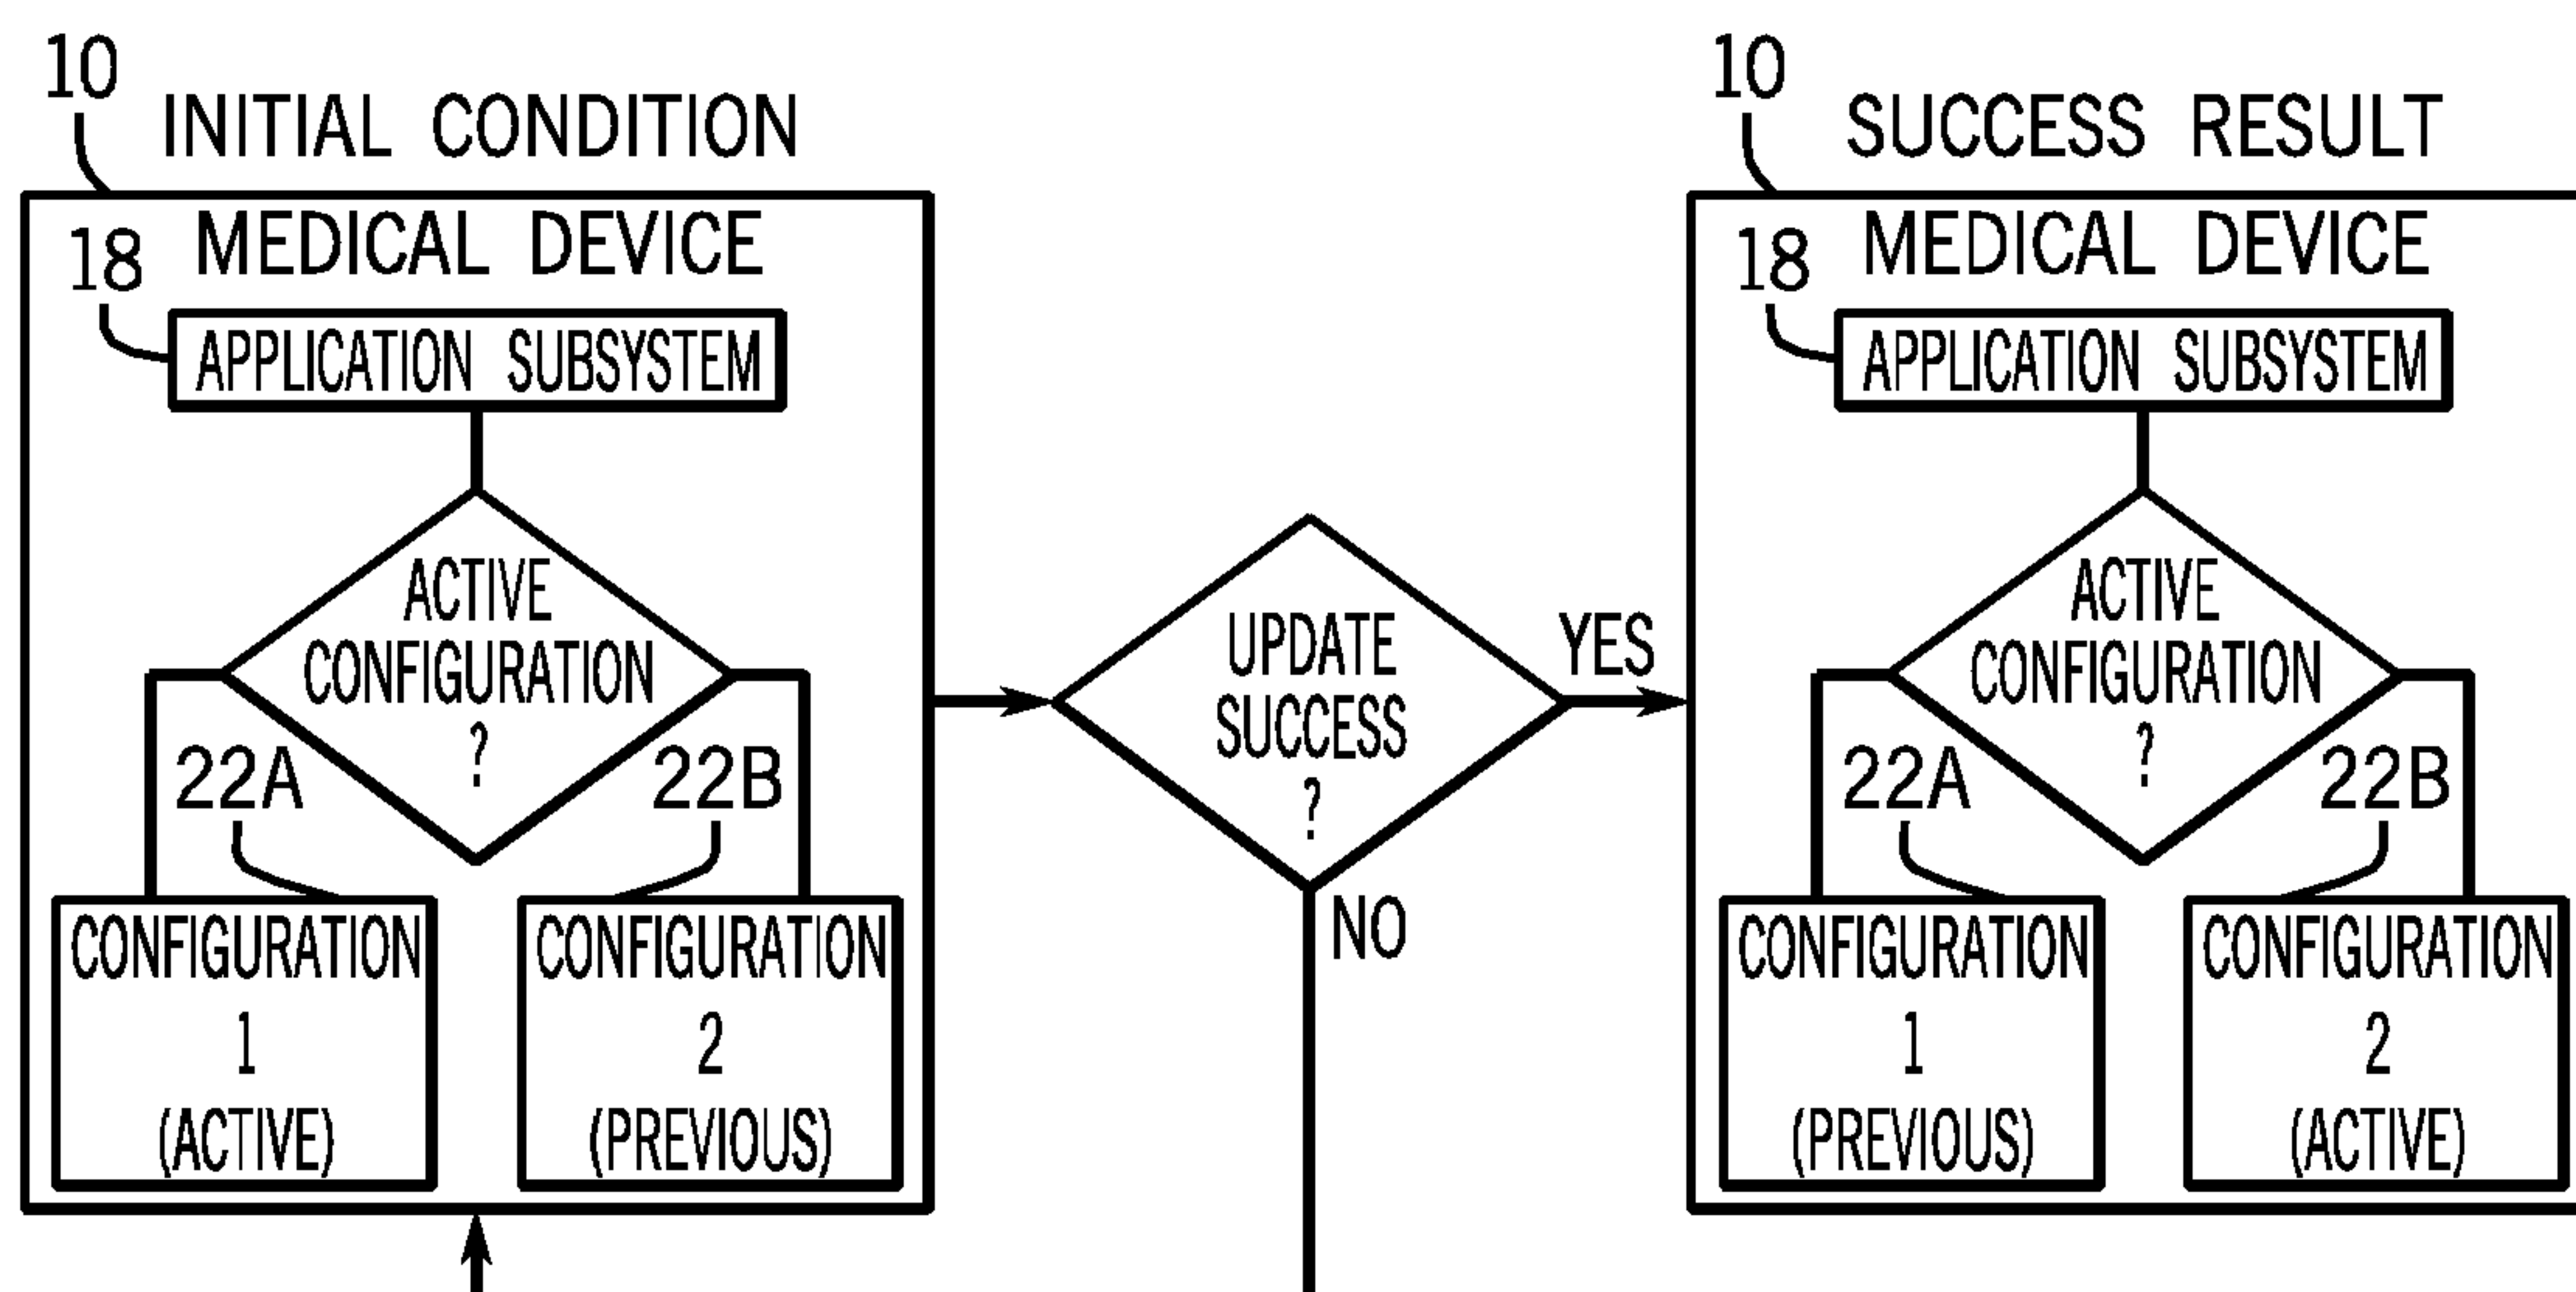 10
INITIAL CONDITION
MEDICAL DEVICE
18
APPLICATION SUBSYSTEM
ACTIVE
CONFIGURATION
?
22A
22B
CONFIGURATION
1
(ACTIVE)
CONFIGURATION
2
(PREVIOUS)
UPDATE
SUCCESS
?
YES
NO
10
SUCCESS RESULT
MEDICAL DEVICE
18
APPLICATION SUBSYSTEM
ACTIVE
CONFIGURATION
?
22A
22B
CONFIGURATION
1
(PREVIOUS)
CONFIGURATION
2
(ACTIVE)